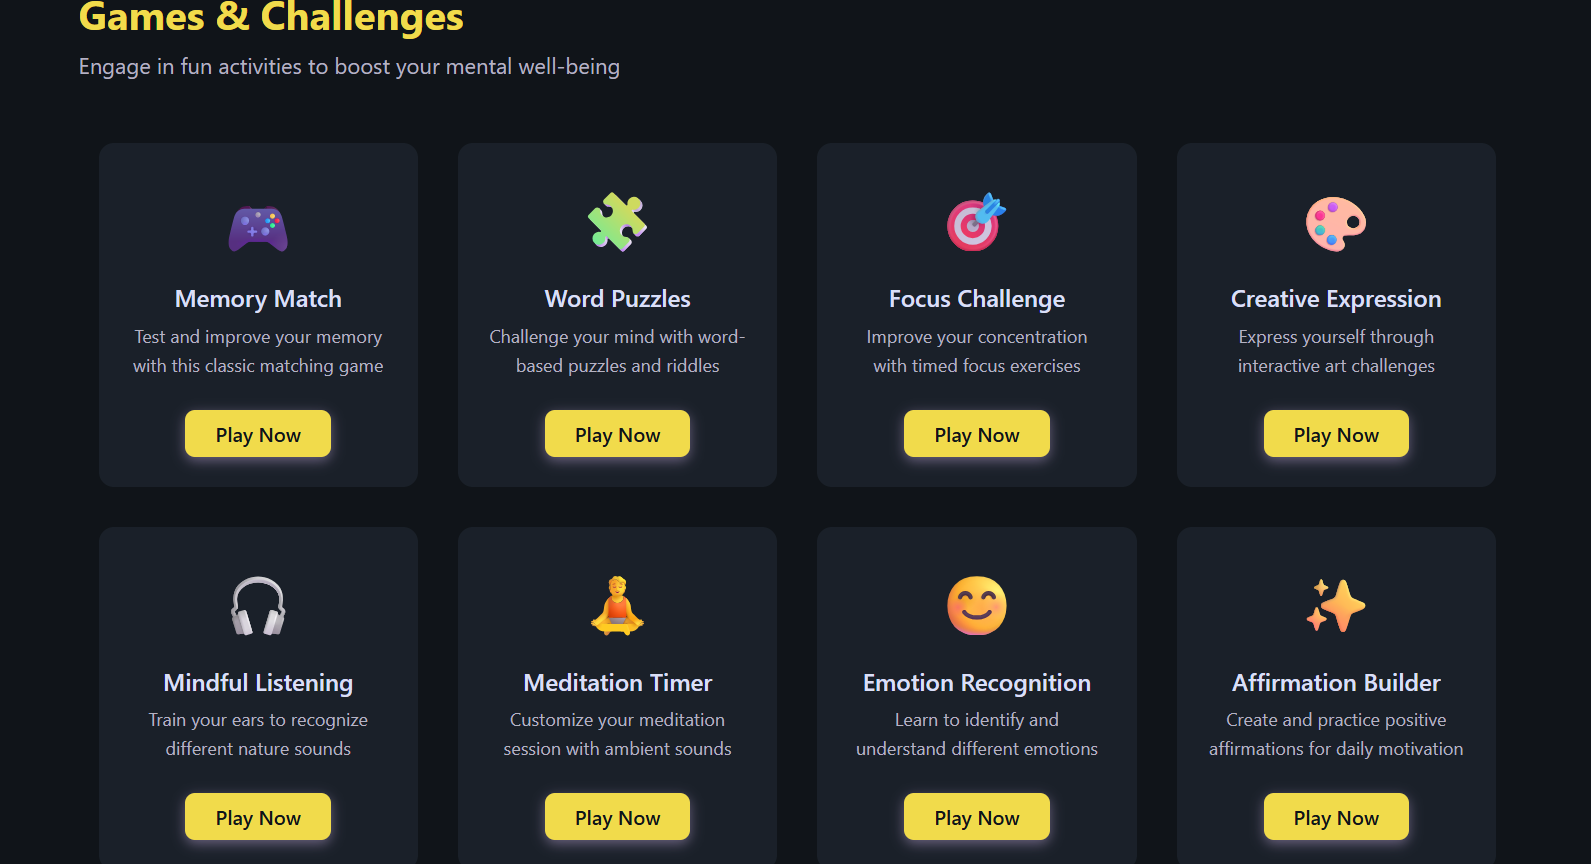 Games & Challenges
Engage in fun activities to boost your mental well-being
Memory Match
Test and improve your memory
with this classic matching game
Play Now
Word Puzzles
Challenge your mind with word-
based puzzles and riddles
Play Now
Focus Challenge
Improve your concentration
with timed focus exercises
Play Now
Creative Expression
Express yourself through
interactive art challenges
Play Now
Mindful Listening
Train your ears to recognize
different nature sounds
Play Now
Meditation Timer
Customize your meditation
session with ambient sounds
Play Now
Emotion Recognition
Learn to identify and
understand different emotions
Play Now
Affirmation Builder
Create and practice positive
affirmations for daily motivation
Play Now